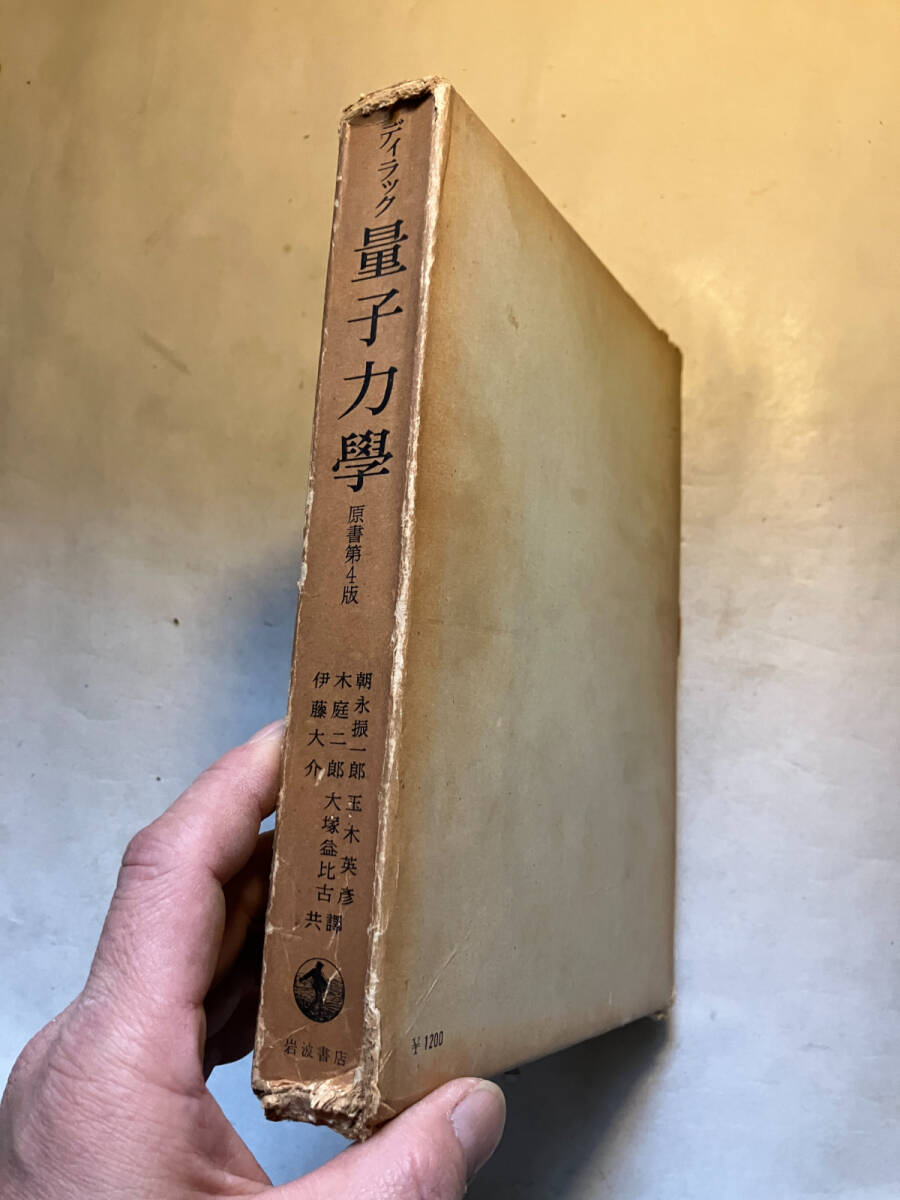 ディラック
量子力學
原書第4版
朝永振一郎
玉木英彦
木庭二郎
大塚益比古
伊藤大介
共譯
岩波書店
¥1200